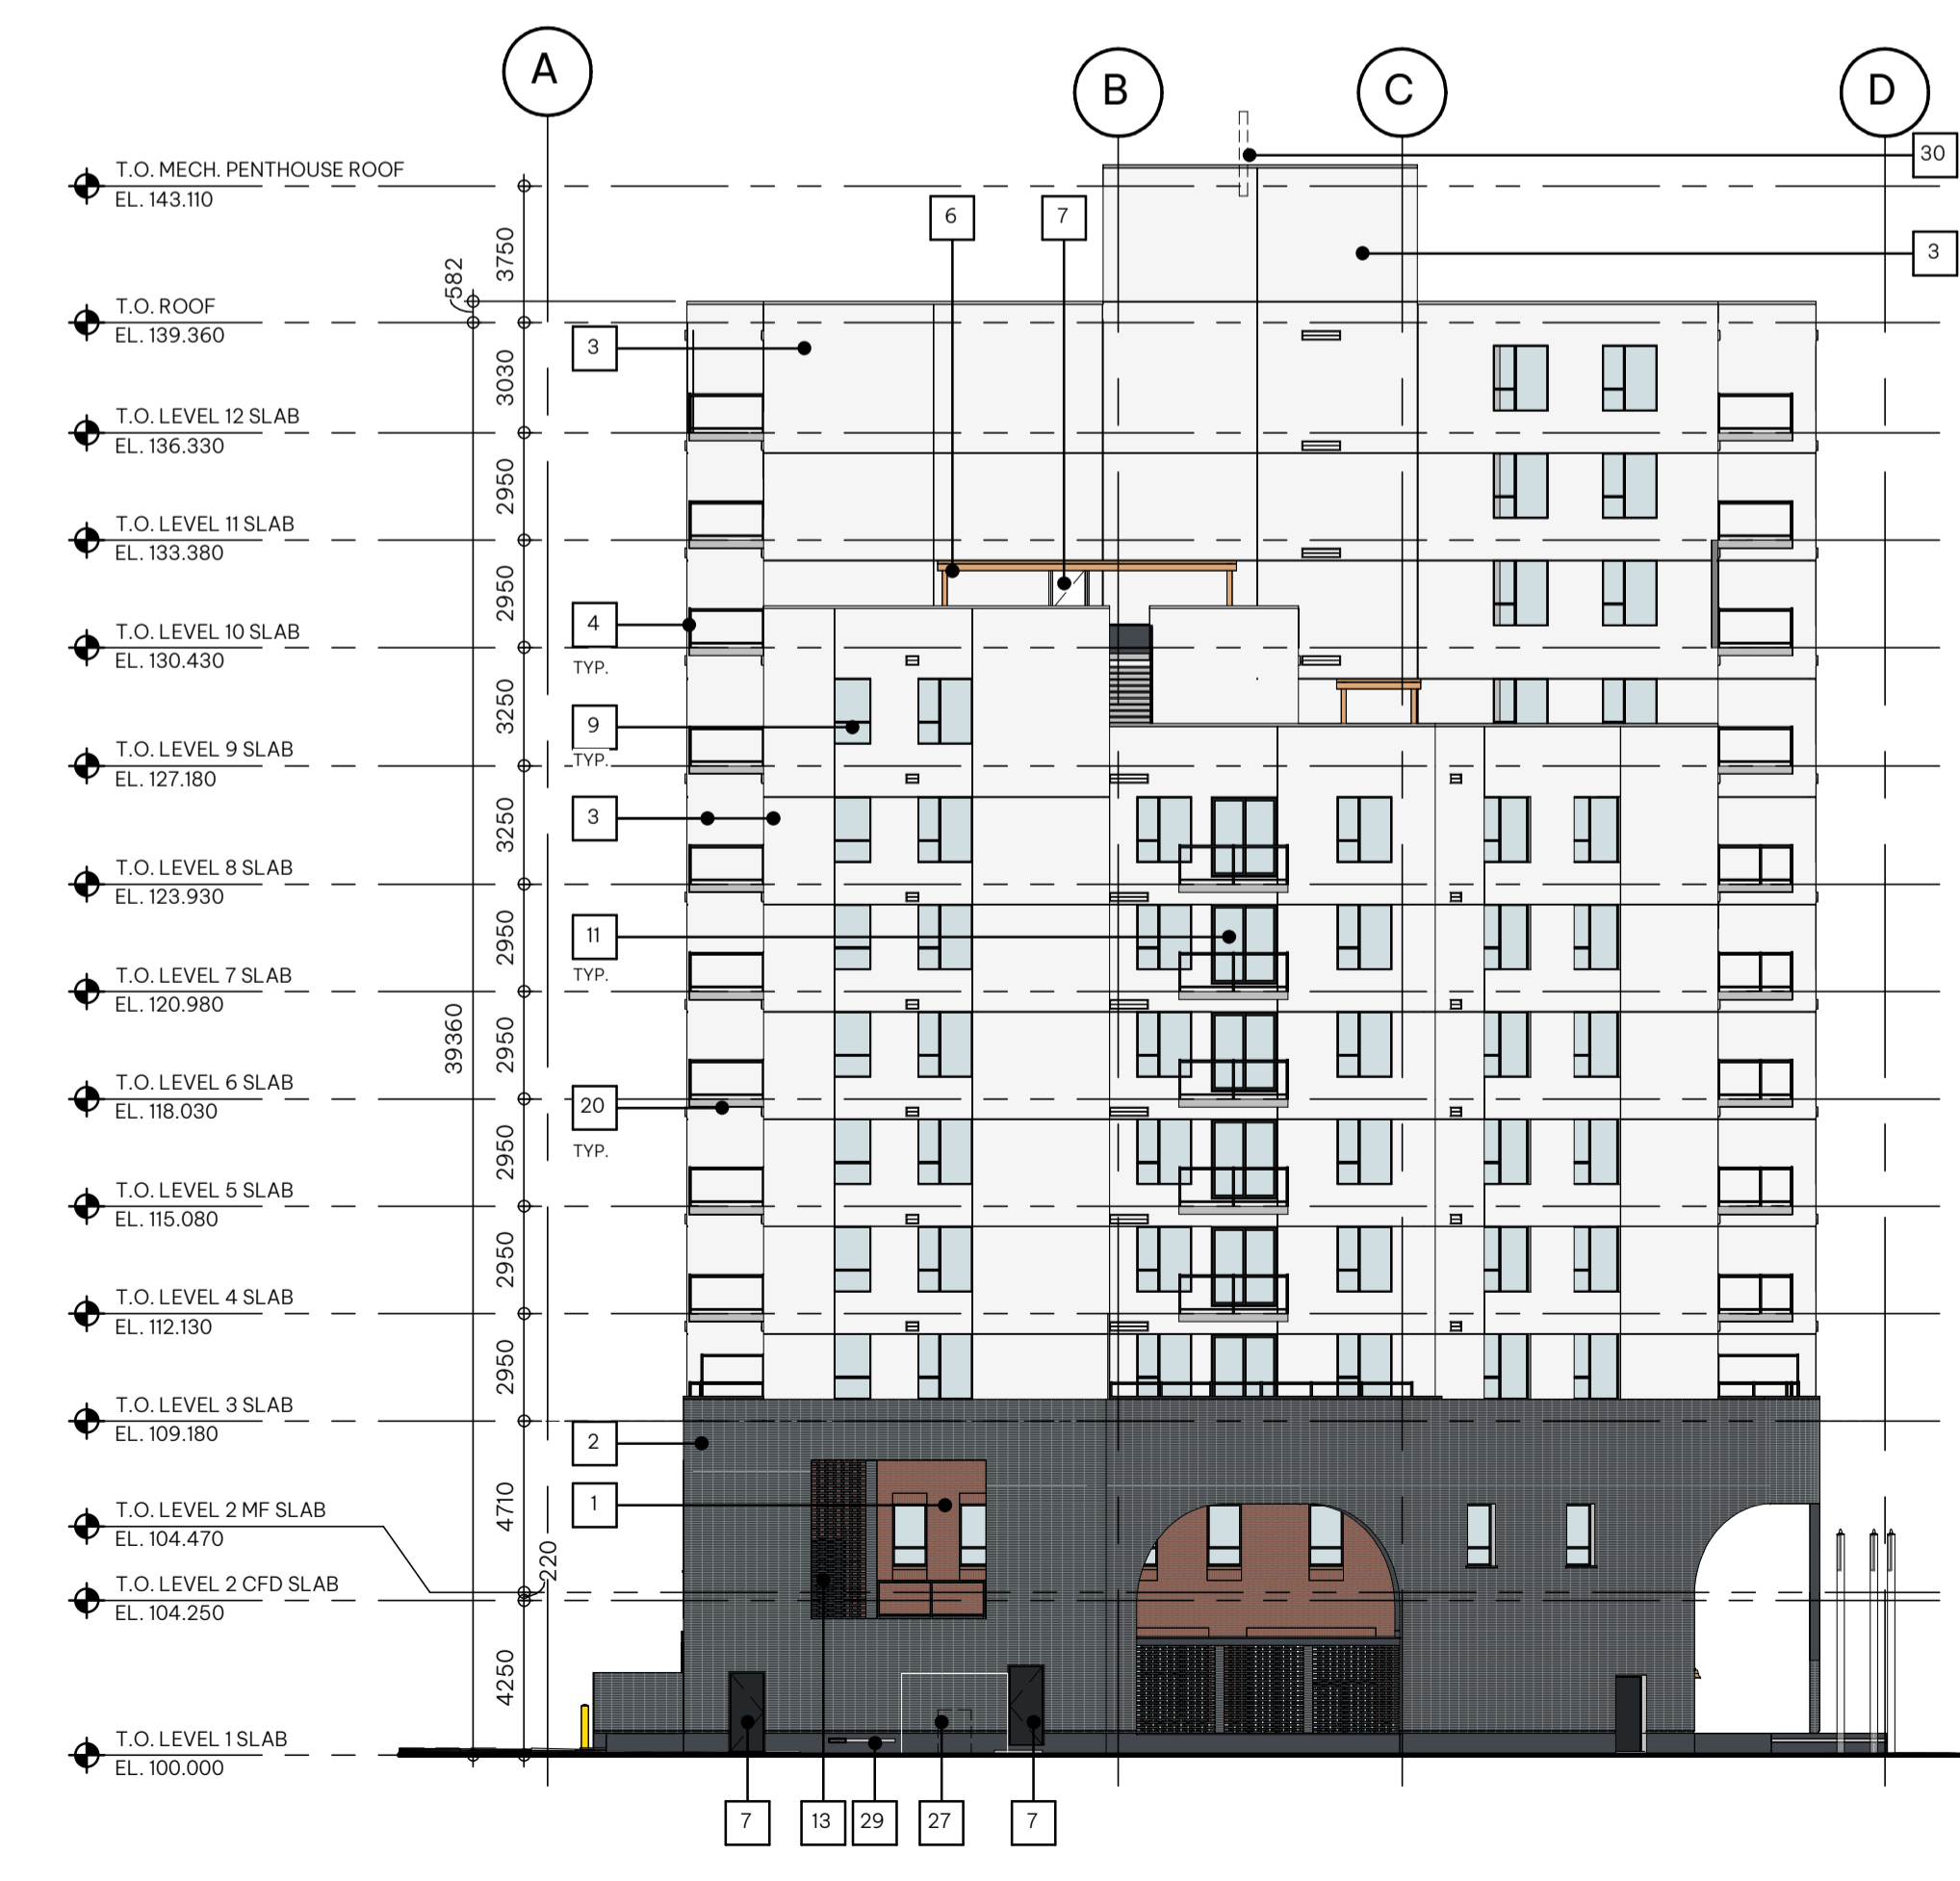 A
B
C
D
30
T.O. MECH. PENTHOUSE ROOF
EL. 143.110
6
7
3750
3
582
T.O. ROOF
EL. 139.360
3
3030
T.O. LEVEL 12 SLAB
EL. 136.330
2950
T.O. LEVEL 11 SLAB
EL. 133.380
2950
4
TYP.
T.O. LEVEL 10 SLAB
EL. 130.430
3250
9
TYP.
T.O. LEVEL 9 SLAB
EL. 127.180
3250
3
T.O. LEVEL 8 SLAB
EL. 123.930
2950
11
TYP.
T.O. LEVEL 7 SLAB
EL. 120.980
39360
2950
T.O. LEVEL 6 SLAB
EL. 118.030
20
TYP.
2950
T.O. LEVEL 5 SLAB
EL. 115.080
2950
T.O. LEVEL 4 SLAB
EL. 112.130
2950
T.O. LEVEL 3 SLAB
EL. 109.180
2
1
4710
T.O. LEVEL 2 MF SLAB
EL. 104.470
220
T.O. LEVEL 2 CFD SLAB
EL. 104.250
4250
T.O. LEVEL 1 SLAB
EL. 100.000
7
13
29
27
7